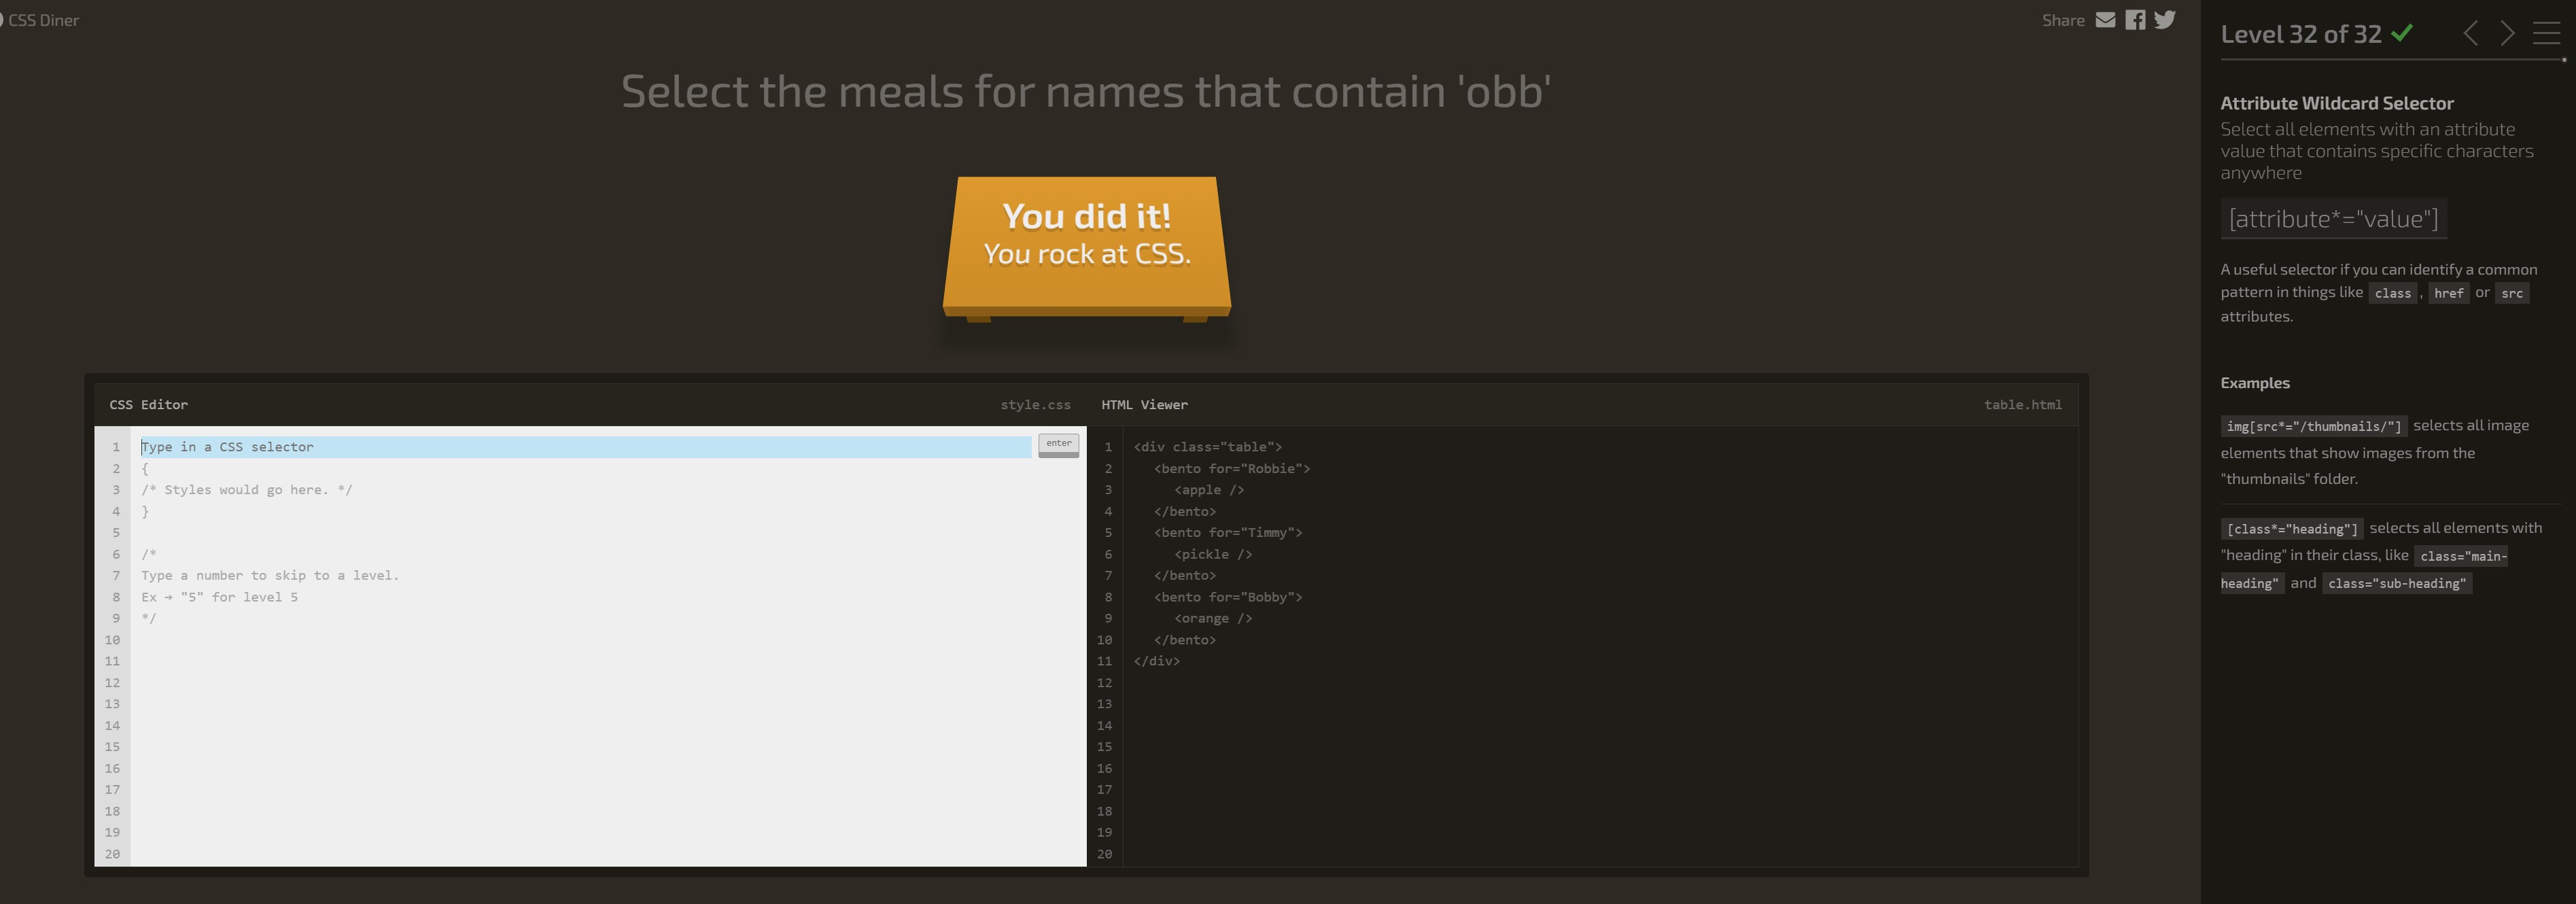 CSS Diner
Share
Select the meals for names that contain 'obb'
You did it!
You rock at CSS.
CSS Editor
style.css
1
Type in a CSS selector
enter
2
{
3
/* Styles would go here. */
4
}
5
6
/*
7
Type a number to skip to a level.
8
Ex → "5" for level 5
9
*/
10
11
12
13
14
15
16
17
18
19
20
HTML Viewer
table.html
1
<div class="table">
2
<bento for="Robbie">
3
<apple />
4
</bento>
5
<bento for="Timmy">
6
<pickle />
7
</bento>
8
<bento for="Bobby">
9
<orange />
10
</bento>
11
</div>
12
13
14
15
16
17
18
19
20
Level 32 of 32
Attribute Wildcard Selector
Select all elements with an attribute
value that contains specific characters
anywhere
[attribute*="value"]
A useful selector if you can identify a common
pattern in things like class, href or src
attributes.
Examples
img[src*="/thumbnails/"] selects all image
elements that show images from the
"thumbnails" folder.
[class*="heading"] selects all elements with
"heading" in their class, like class="main-
heading" and class="sub-heading"